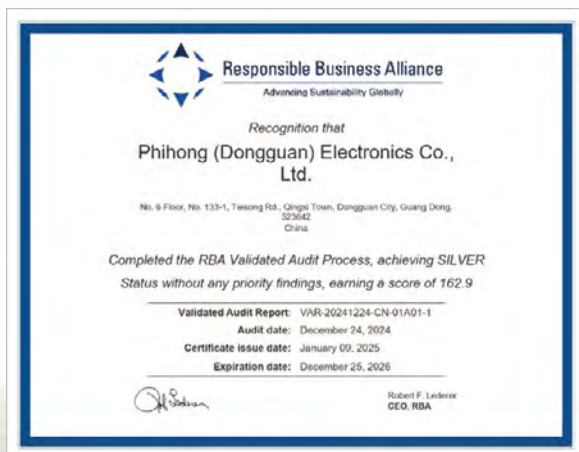 Responsible Business Alliance
Advancing Sustainability Globally
Recognition that
Phihong (Dongguan) Electronics Co.,
Ltd.
No. 6 Floor, No. 133-1, Tiesong Rd., Qingxi Town, Dongguan City, Guang Dong,
523642
China
Completed the RBA Validated Audit Process, achieving SILVER
Status without any priority findings, earning a score of 162.9
Validated Audit Report: VAR-20241224-CN-01A01-1
Audit date: December 24, 2024
Certificate issue date: January 09, 2025
Expiration date: December 25, 2026
Robert F. Lederer
CEO, RBA